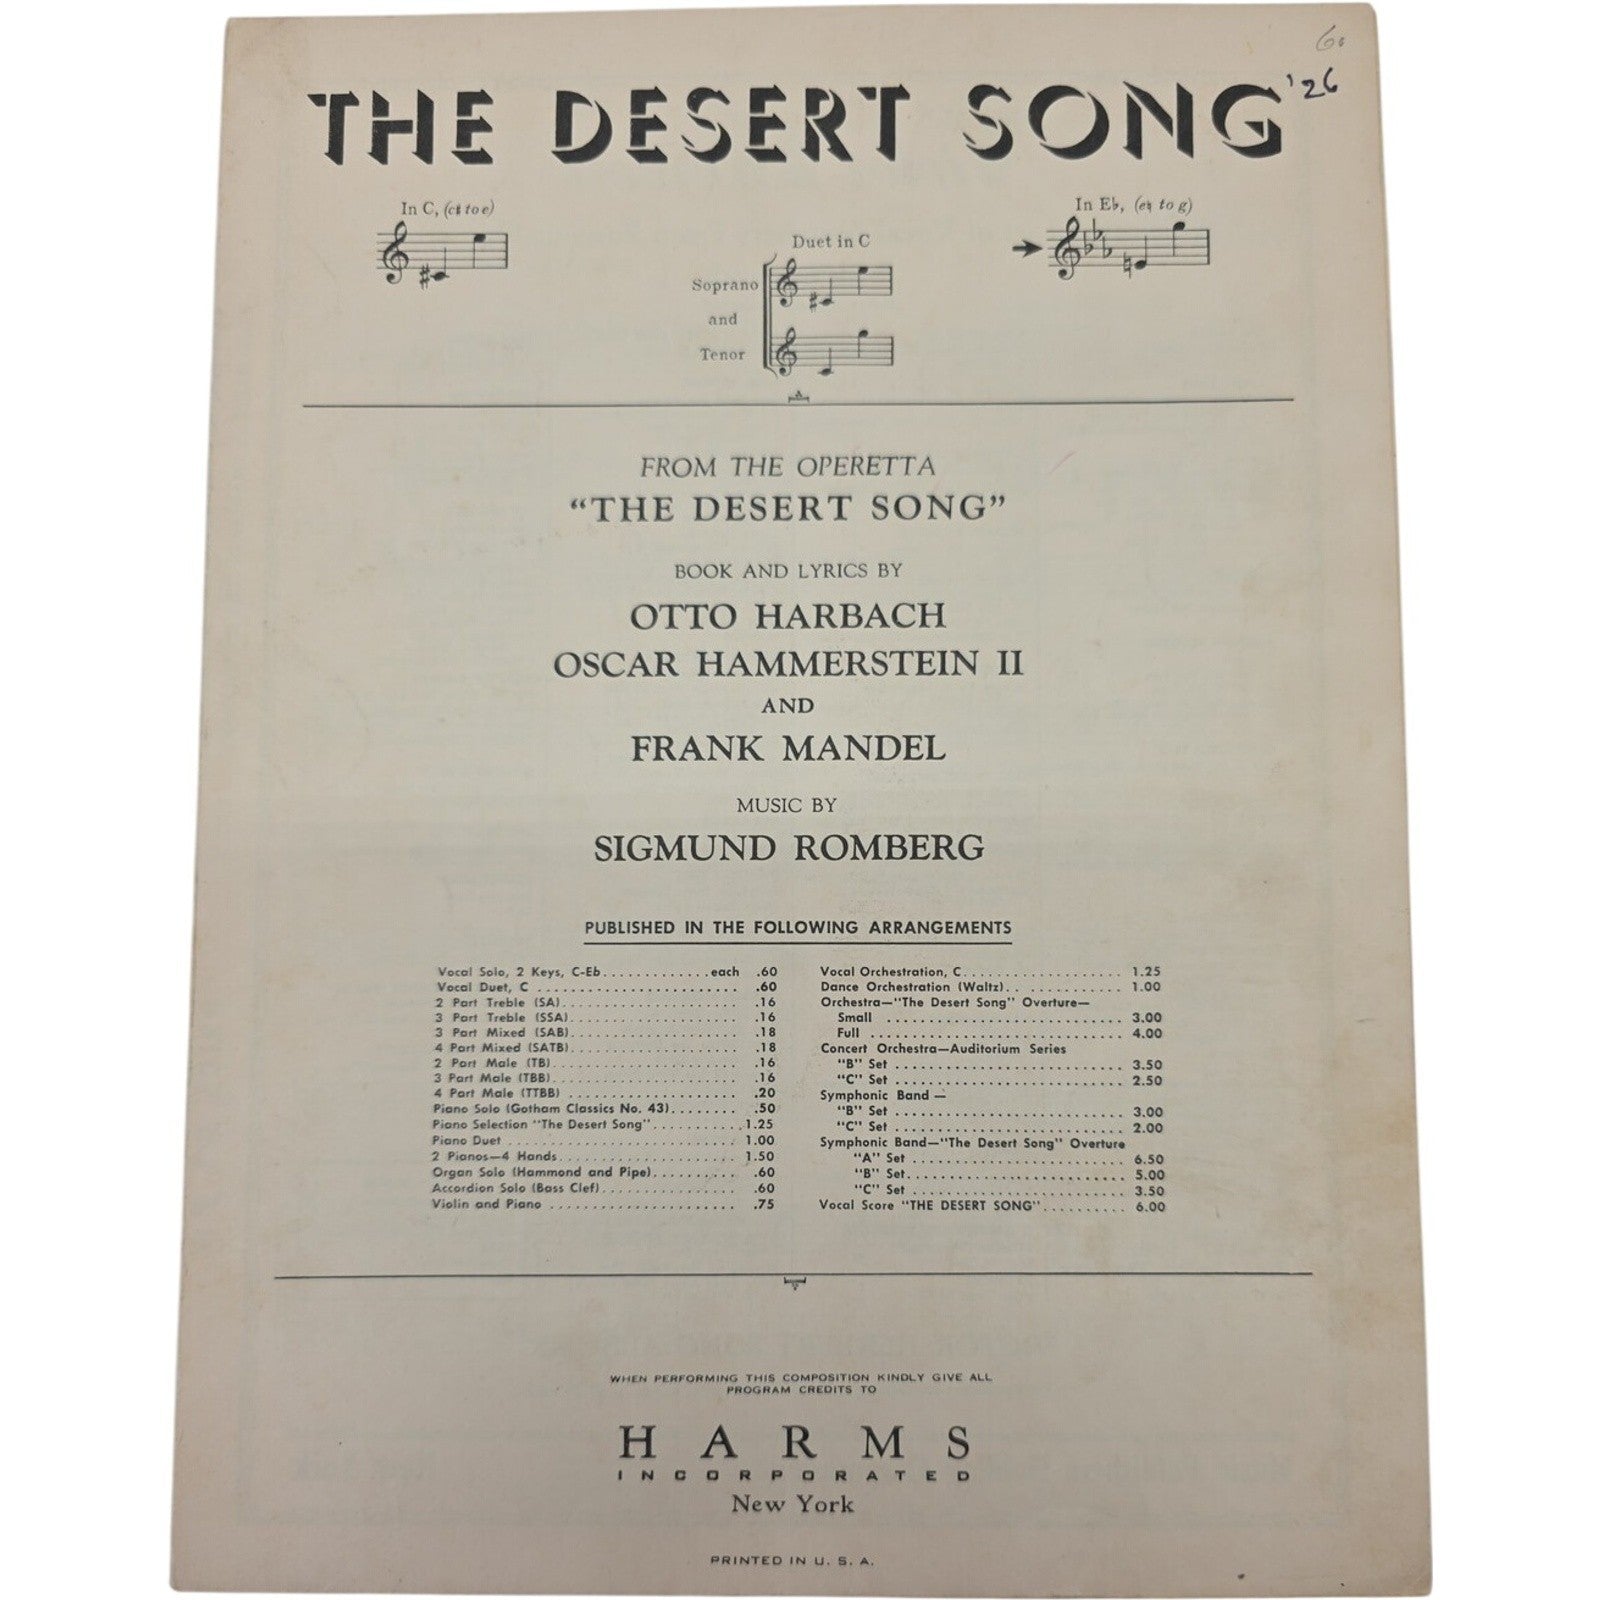 60
THE DESERT SONG '26
In C, (c♯ to e)
In E♭, (e♮ to g)
Duet in C
Soprano
and
Tenor
FROM THE OPERETTA
"THE DESERT SONG"
BOOK AND LYRICS BY
OTTO HARBACH
OSCAR HAMMERSTEIN II
AND
FRANK MANDEL
MUSIC BY
SIGMUND ROMBERG
PUBLISHED IN THE FOLLOWING ARRANGEMENTS
Vocal Solo, 2 Keys, C-Eb.............each .60
Vocal Duet, C ........................ .60
2 Part Treble (SA)..................... .16
3 Part Treble (SSA).................... .16
3 Part Mixed (SAB).................... .18
4 Part Mixed (SATB).................... .18
2 Part Male (TB)...................... .16
3 Part Male (TBB)..................... .16
4 Part Male (TTBB) .................... .20
Piano Solo (Gotham Classics No. 43)........ .50
Piano Selection "The Desert Song"...........1.25
Piano Duet ........................... 1.00
2 Pianos—4 Hands..................... 1.50
Organ Solo (Hammond and Pipe).......... .60
Accordion Solo (Bass Clef)................ .60
Violin and Piano ....................... .75
Vocal Orchestration, C................... 1.25
Dance Orchestration (Waltz).. ........... 1.00
Orchestra—"The Desert Song" Overture—
Small ............................ 3.00
Full .............................. 4.00
Concert Orchestra—Auditorium Series
"B" Set ........................... 3.50
"C" Set ........................... 2.50
Symphonic Band —
"B" Set ........................... 3.00
"C" Set ........................... 2.00
Symphonic Band—"The Desert Song" Overture
"A" Set ......................... 6.50
"B" Set.......................... 5.00
"C" Set ......................... 3.50
Vocal Score "THE DESERT SONG".......... 6.00
WHEN PERFORMING THIS COMPOSITION KINDLY GIVE ALL
PROGRAM CREDITS TO
HARMS
INCORPORATED
New York
PRINTED IN U. S. A.